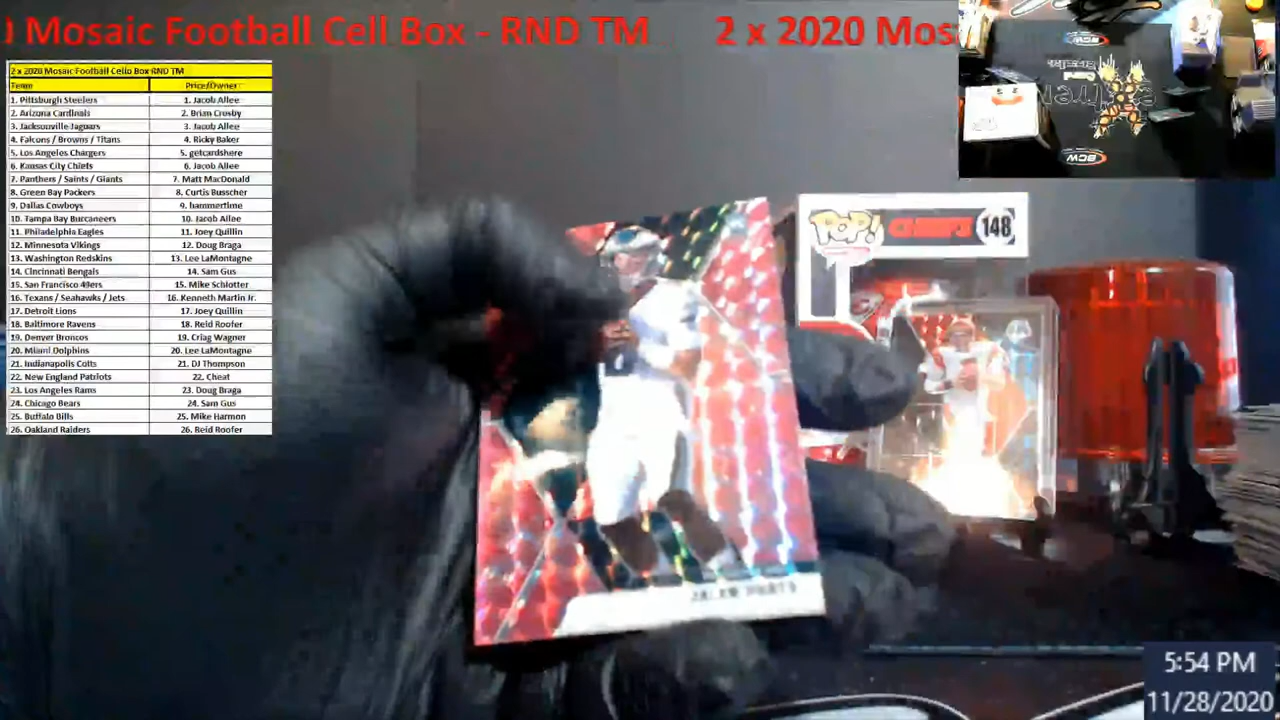 ) Mosaic Football Cell Box - RND TM 2 x 2020 Mos
2 x 2020 Mosaic Football Cello Box RND TM
Team Price/Owner
1. Pittsburgh Steelers 1. Jacob Allee
2. Arizona Cardinals 2. Brian Crosby
3. Jacksonville Jaguars 3. Jacob Allee
4. Falcons / Browns / Titans 4. Ricky Baker
5. Los Angeles Chargers 5. getcardshere
6. Kansas City Chiefs 6. Jacob Allee
7. Panthers / Saints / Giants 7. Matt MacDonald
8. Green Bay Packers 8. Curtis Busscher
9. Dallas Cowboys 9. hammertime
10. Tampa Bay Buccaneers 10. Jacob Allee
11. Philadelphia Eagles 11. Joey Quillin
12. Minnesota Vikings 12. Doug Braga
13. Washington Redskins 13. Lee LaMontagne
14. Cincinnati Bengals 14. Sam Gus
15. San Francisco 49ers 15. Mike Schlotter
16. Texans / Seahawks / Jets 16. Kenneth Martin Jr.
17. Detroit Lions 17. Joey Quillin
18. Baltimore Ravens 18. Reid Roofer
19. Denver Broncos 19. Criag Wagner
20. Miami Dolphins 20. Lee LaMontagne
21. Indianapolis Colts 21. DJ Thompson
22. New England Patriots 22. Cheat
23. Los Angeles Rams 23. Doug Braga
24. Chicago Bears 24. Sam Gus
25. Buffalo Bills 25. Mike Harmon
26. Oakland Raiders 26. Reid Roofer
BCW
BCW
POP! CHIEFS 148
JALEN HURTS
5:54 PM
11/28/2020